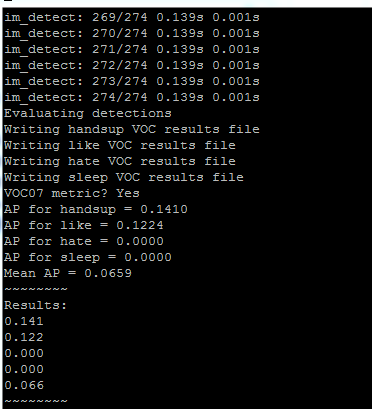 im_detect: 269/274 0.139s 0.001s
im_detect: 270/274 0.139s 0.001s
im_detect: 271/274 0.139s 0.001s
im_detect: 272/274 0.139s 0.001s
im_detect: 273/274 0.139s 0.001s
im_detect: 274/274 0.139s 0.001s
Evaluating detections
Writing handsup VOC results file
Writing like VOC results file
Writing hate VOC results file
Writing sleep VOC results file
VOC07 metric? Yes
AP for handsup = 0.1410
AP for like = 0.1224
AP for hate = 0.0000
AP for sleep = 0.0000
Mean AP = 0.0659
~~~~~~~~
Results:
0.141
0.122
0.000
0.000
0.066
~~~~~~~~